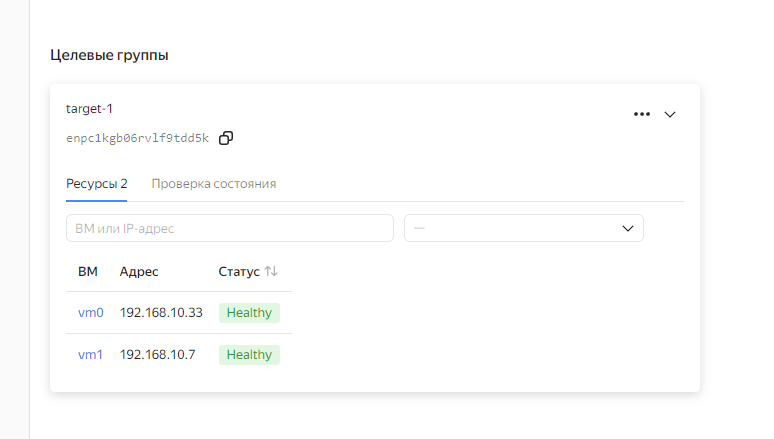 Целевые группы
target-1
enpc1kgb06rvlf9tdd5k
Ресурсы 2 Проверка состояния
ВМ или IP-адрес —
ВМ Адрес Статус
vm0 192.168.10.33 Healthy
vm1 192.168.10.7 Healthy